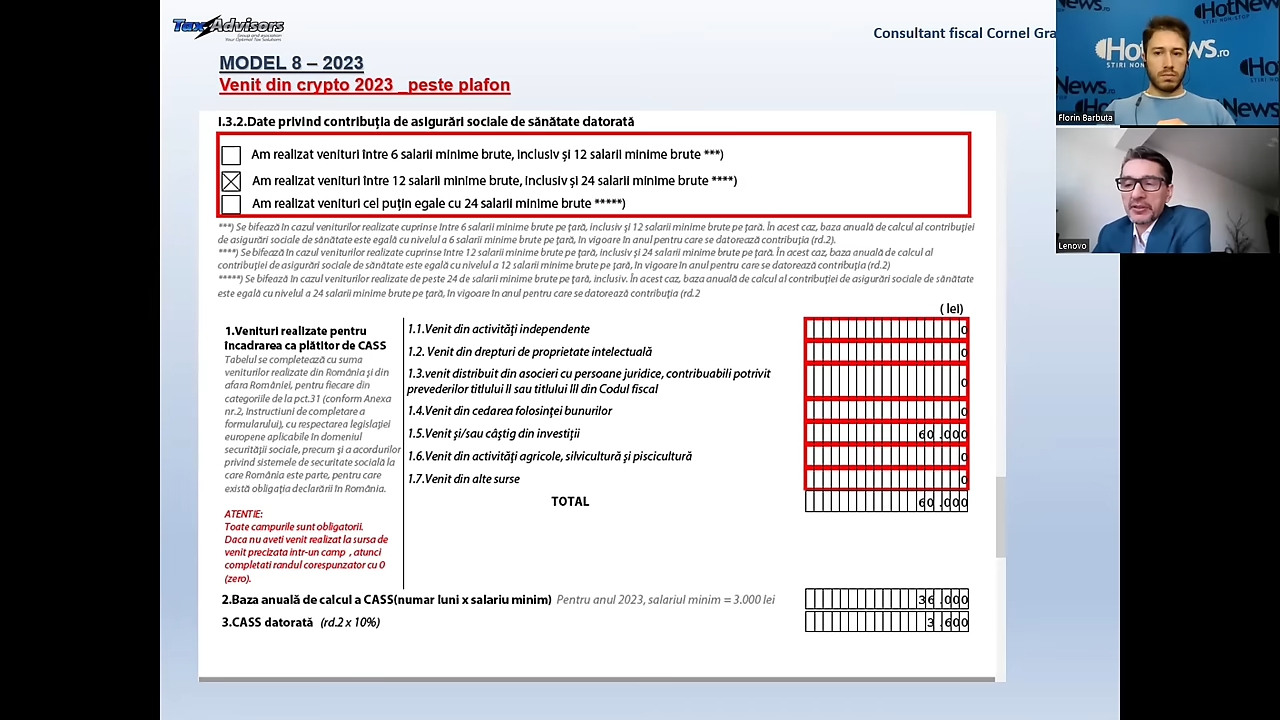 Tax Advisors
Consultant fiscal Cornel Gra
MODEL 8 – 2023
Venit din crypto 2023 _peste plafon
I.3.2.Date privind contribuția de asigurări sociale de sănătate datorată
Am realizat venituri între 6 salarii minime brute, inclusiv și 12 salarii minime brute ***)
Am realizat venituri între 12 salarii minime brute, inclusiv și 24 salarii minime brute ****)
Am realizat venituri cel puțin egale cu 24 salarii minime brute *****)
***) Se bifează în cazul veniturilor realizate cuprinse între 6 salarii minime brute pe țară, inclusiv și 12 salarii minime brute pe țară. În acest caz, baza anuală de calcul al contribuției
de asigurări sociale de sănătate este egală cu nivelul a 6 salarii minime brute pe țară, în vigoare în anul pentru care se datorează contribuția (rd.2).
****) Se bifează în cazul veniturilor realizate cuprinse între 12 salarii minime brute pe țară, inclusiv și 24 salarii minime brute pe țară. În acest caz, baza anuală de calcul al
contribuției de asigurări sociale de sănătate este egală cu nivelul a 12 salarii minime brute pe țară, în vigoare în anul pentru care se datorează contribuția (rd.2)
*****) Se bifează în cazul veniturilor realizate de peste 24 de salarii minime brute pe țară, inclusiv. În acest caz, baza anuală de calcul al contribuției de asigurări sociale de sănătate
este egală cu nivelul a 24 salarii minime brute pe țară, în vigoare în anul pentru care se datorează contribuția (rd.2
( lei)
1.Venituri realizate pentru
încadrarea ca plătitor de CASS
Tabelul se completează cu suma
veniturilor realizate din România și din
afara României, pentru fiecare din
categoriile de la pct.31 (conform Anexa
nr.2, Instrucțiuni de completare a
formularului), cu respectarea legislației
europene aplicabile în domeniul
securității sociale, precum și a acordurilor
privind sistemele de securitate socială la
care România este parte, pentru care
există obligația declarării în România.
ATENTIE:
Toate campurile sunt obligatorii.
Daca nu aveti venit realizat la sursa de
venit precizata intr-un camp , atunci
completati randul corespunzator cu 0
(zero).
1.1.Venit din activități independente 0
1.2. Venit din drepturi de proprietate intelectuală 0
1.3.venit distribuit din asocieri cu persoane juridice, contribuabili potrivit
prevederilor titlului II sau titlului III din Codul fiscal 0
1.4.Venit din cedarea folosinței bunurilor 0
1.5.Venit și/sau câștig din investiții 60.000
1.6.Venit din activități agricole, silvicultură și piscicultură 0
1.7.Venit din alte surse 0
TOTAL 60.000
2.Baza anuală de calcul a CASS(numar luni x salariu minim) Pentru anul 2023, salariul minim = 3.000 lei 36.000
3.CASS datorată (rd.2 x 10%) 3.600
ews.ro
HotNew
STIRI NON-STOP
HotNews.ro
STIRI NON
Hot
STI
News.ro
News
Florin Barbuta
Lenovo